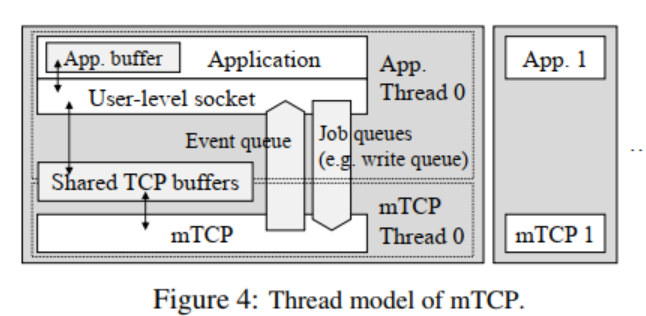 App. buffer
Application
User-level socket
App.
Thread 0
Event queue
Job queues
(e.g. write queue)
Shared TCP buffers
mTCP
mTCP
Thread 0
App. 1
mTCP 1
..
Figure 4: Thread model of mTCP.